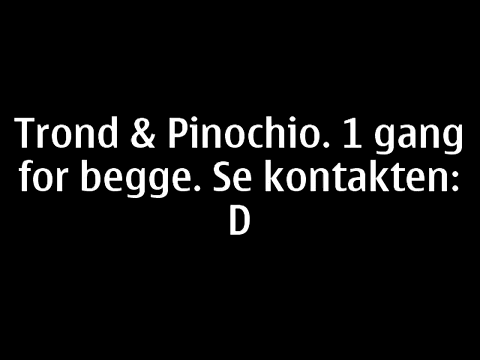 Trond & Pinochio. 1 gang
for begge. Se kontakten:
D